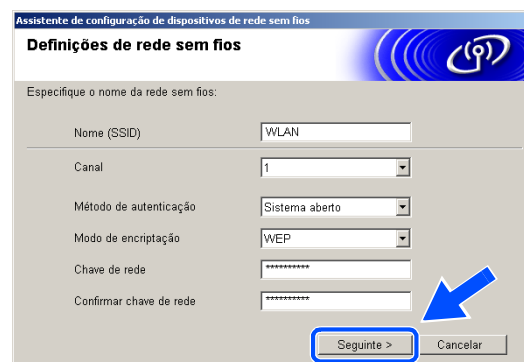 Assistente de configuração de dispositivos de rede sem fios
Definições de rede sem fios
Especifique o nome da rede sem fios:
Nome (SSID) WLAN
Canal 1
Método de autenticação Sistema aberto
Modo de encriptação WEP
Chave de rede **********
Confirmar chave de rede **********
Seguinte > Cancelar